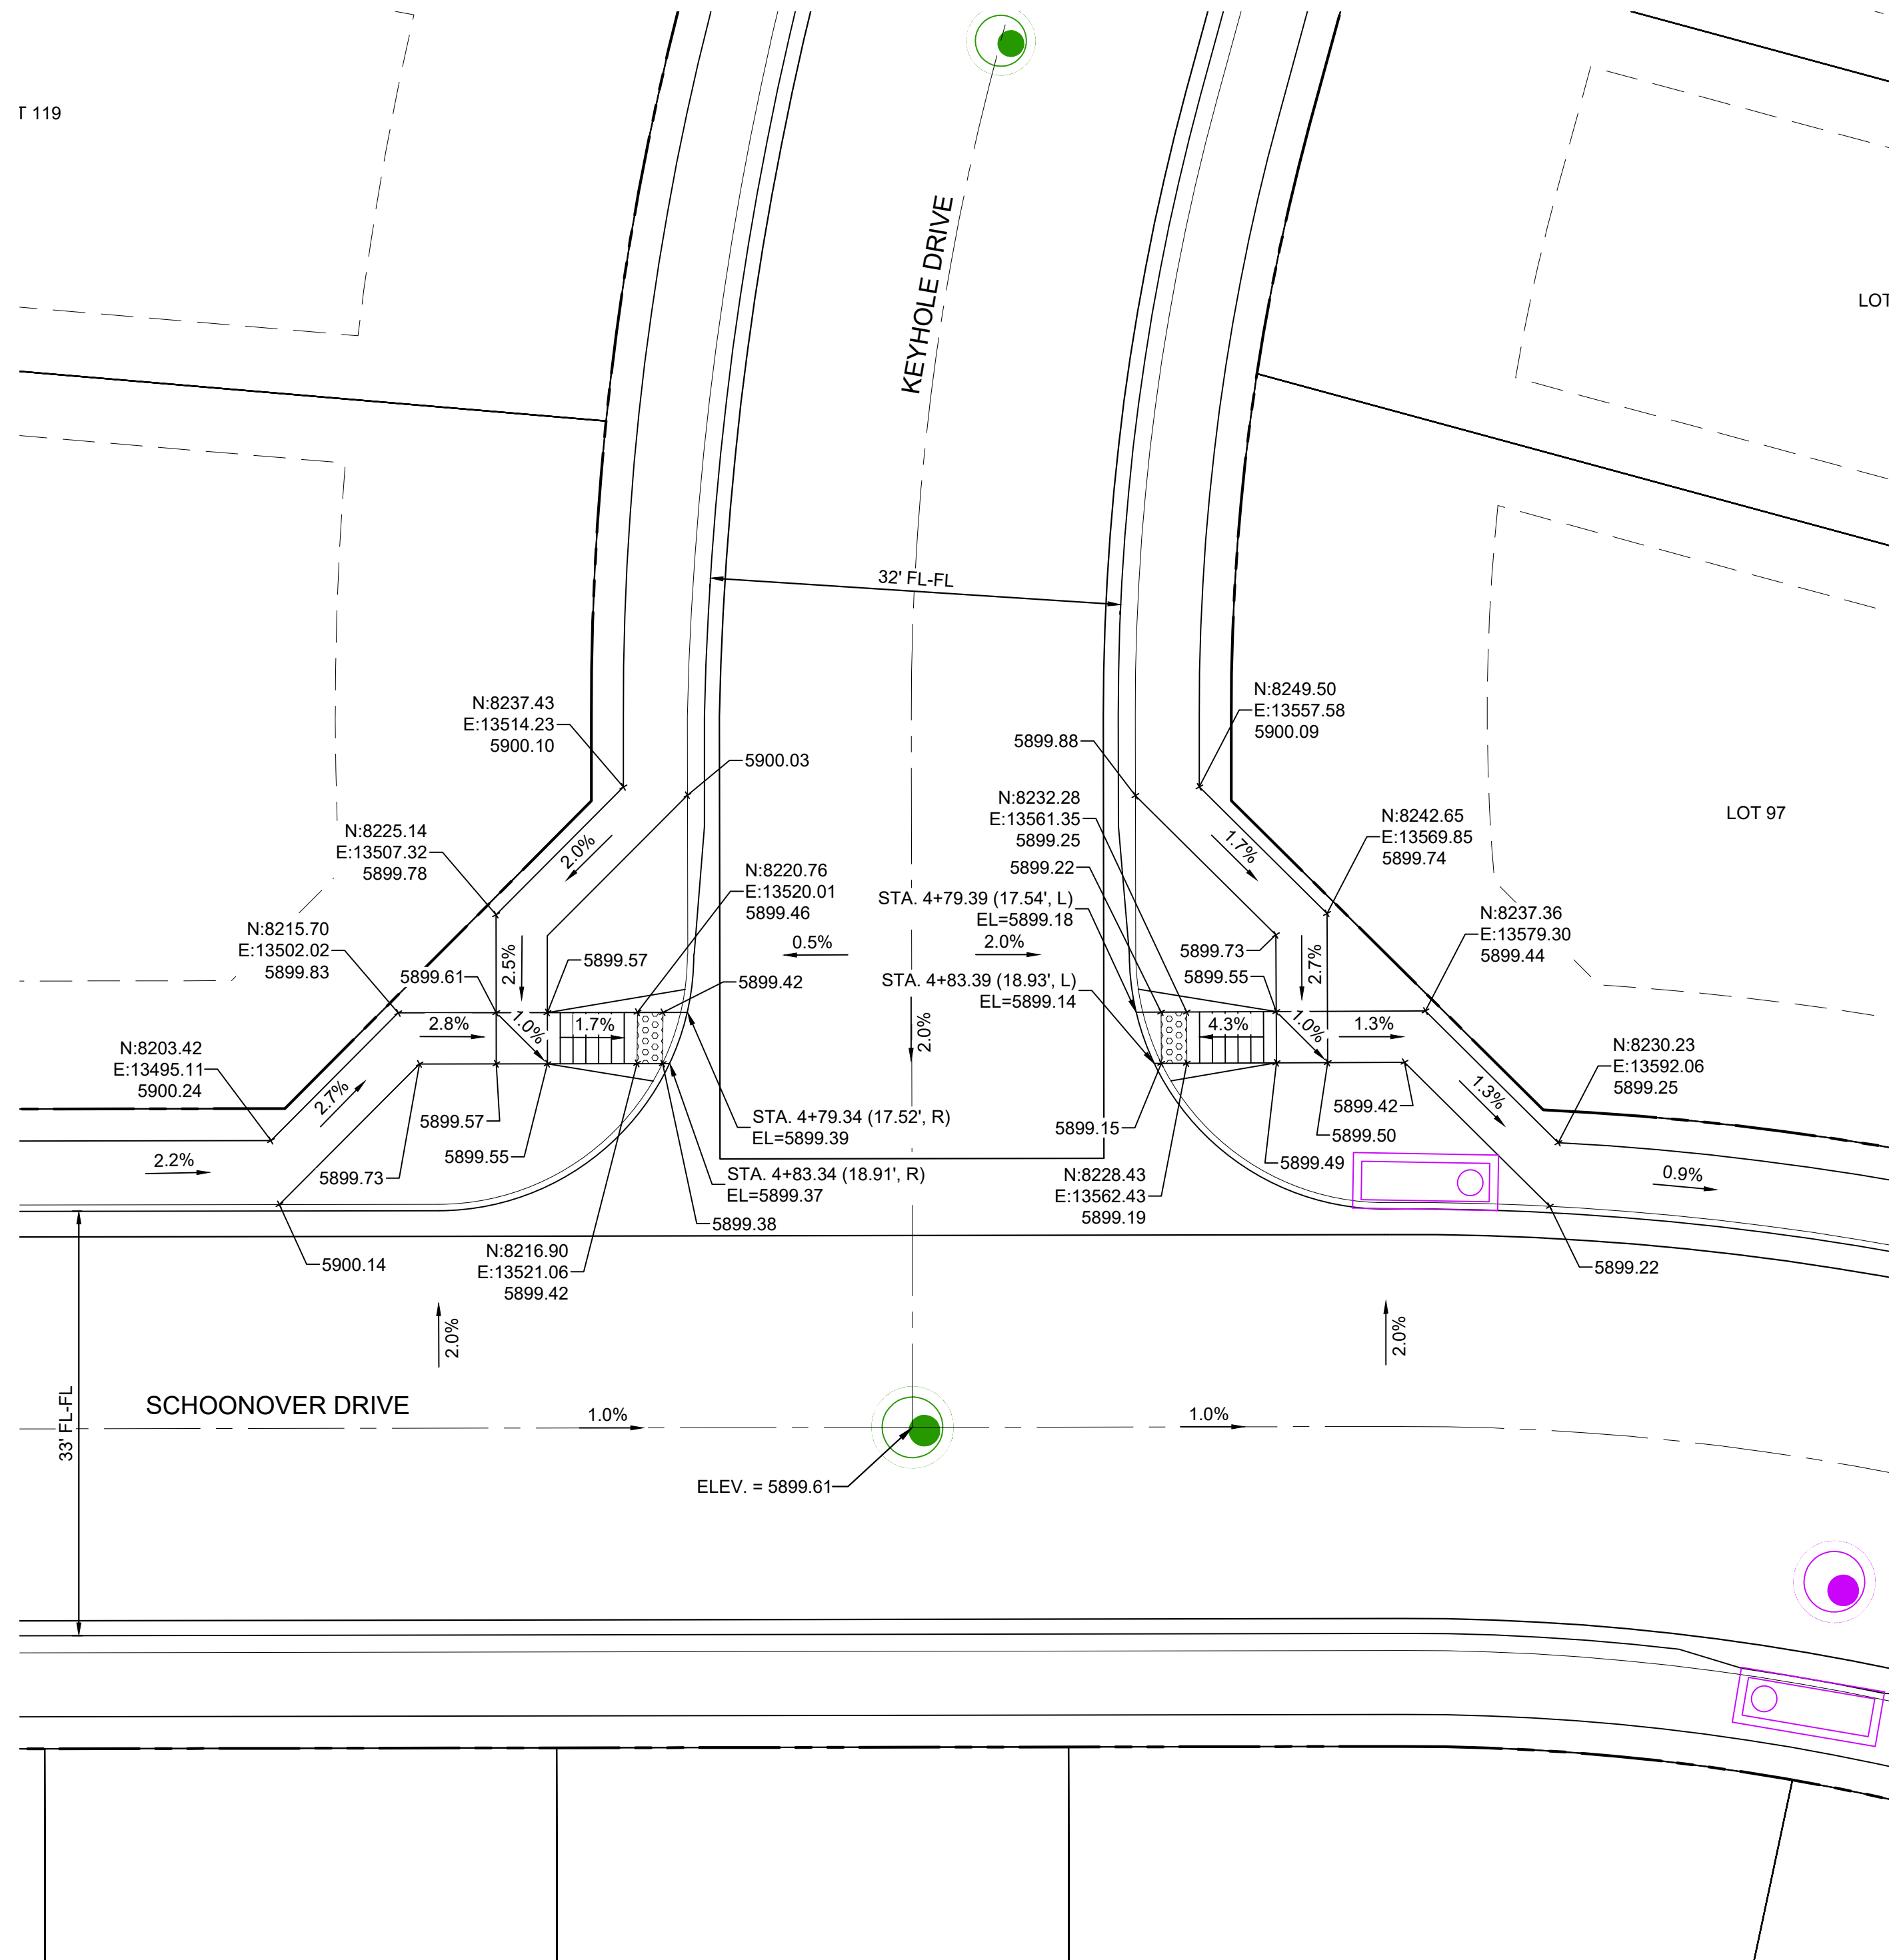 T 119
LOT
KEYHOLE DRIVE
32' FL-FL
N:8237.43
E:13514.23
5900.10
5900.03
N:8249.50
E:13557.58
5900.09
5899.88
N:8232.28
E:13561.35
5899.25
LOT 97
N:8225.14
E:13507.32
5899.78
2.0%
1.7%
N:8242.65
E:13569.85
5899.74
5899.22
N:8220.76
E:13520.01
5899.46
STA. 4+79.39 (17.54', L)
EL=5899.18
N:8215.70
E:13502.02
5899.83
N:8237.36
E:13579.30
5899.44
0.5%
2.0%
5899.73
5899.61
2.5%
5899.57
5899.42
STA. 4+83.39 (18.93', L)
EL=5899.14
5899.55
2.7%
2.8%
1.0%
1.7%
2.0%
4.3%
1.0%
1.3%
N:8203.42
E:13495.11
5900.24
N:8230.23
E:13592.06
5899.25
2.7%
1.3%
5899.42
5899.57
STA. 4+79.34 (17.52', R)
EL=5899.39
5899.15
5899.50
5899.55
5899.49
2.2%
5899.73
STA. 4+83.34 (18.91', R)
EL=5899.37
N:8228.43
E:13562.43
5899.19
0.9%
5899.38
N:8216.90
E:13521.06
5899.42
5900.14
5899.22
2.0%
2.0%
33' FL-FL
SCHOONOVER DRIVE
1.0%
1.0%
ELEV. = 5899.61